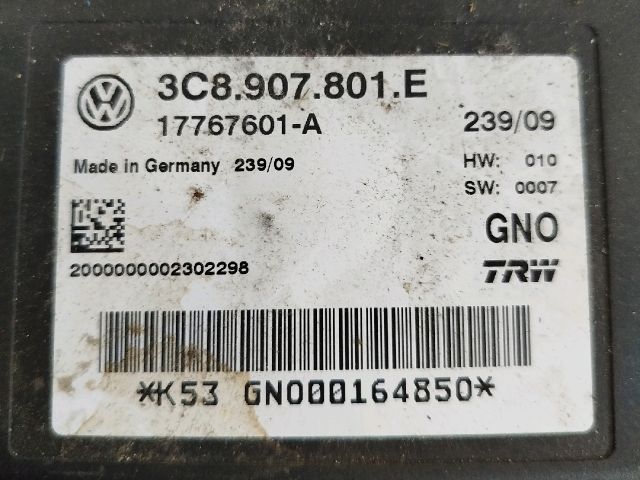 3C8.907.801.E
17767601-A 239/09
Made in Germany 239/09 HW: 010
SW: 0007
GNO
2000000002302298 TRW
*K53 GNO00164850*